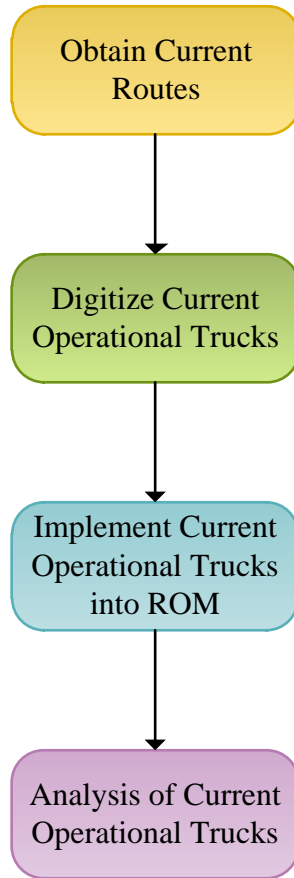 Obtain Current
Routes
Digitize Current
Operational Trucks
Implement Current
Operational Trucks
into ROM
Analysis of Current
Operational Trucks